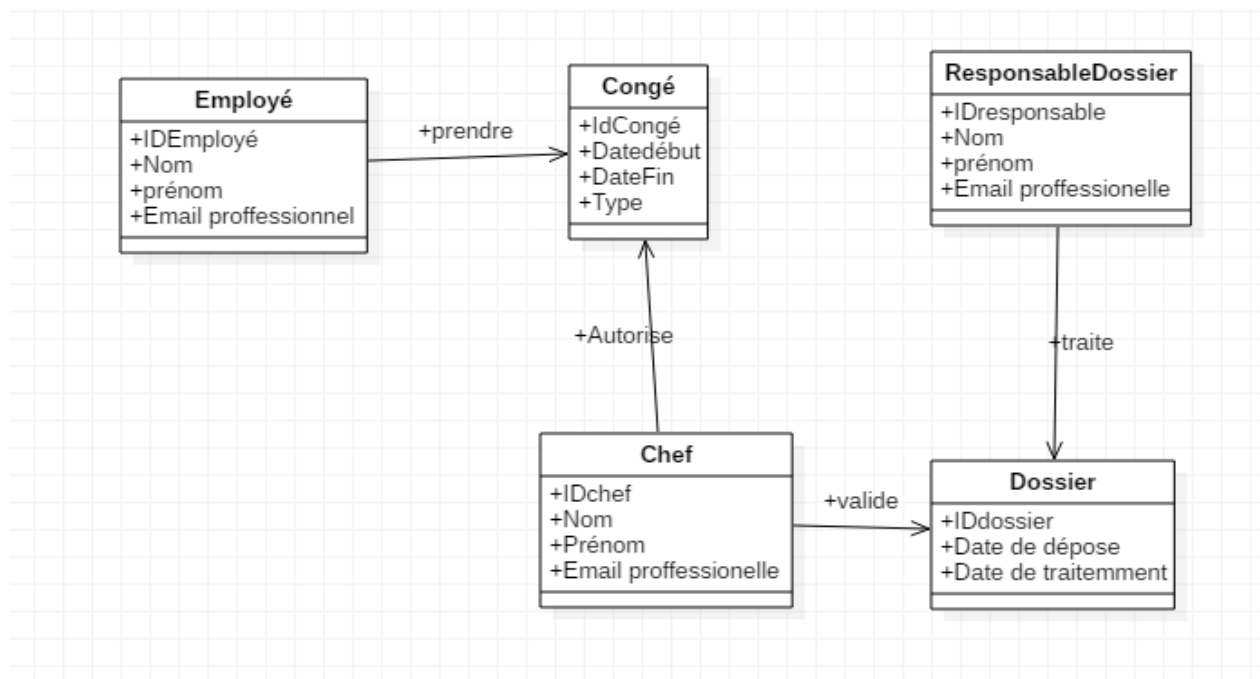 Employé
+IDEmployé
+Nom
+prénom
+Email proffessionnel
+prendre
Congé
+IdCongé
+Datedébut
+DateFin
+Type
ResponsableDossier
+IDresponsable
+Nom
+prénom
+Email proffessionelle
+Autorise
+traite
Chef
+IDchef
+Nom
+Prénom
+Email proffessionelle
+valide
Dossier
+IDdossier
+Date de dépose
+Date de traitemment